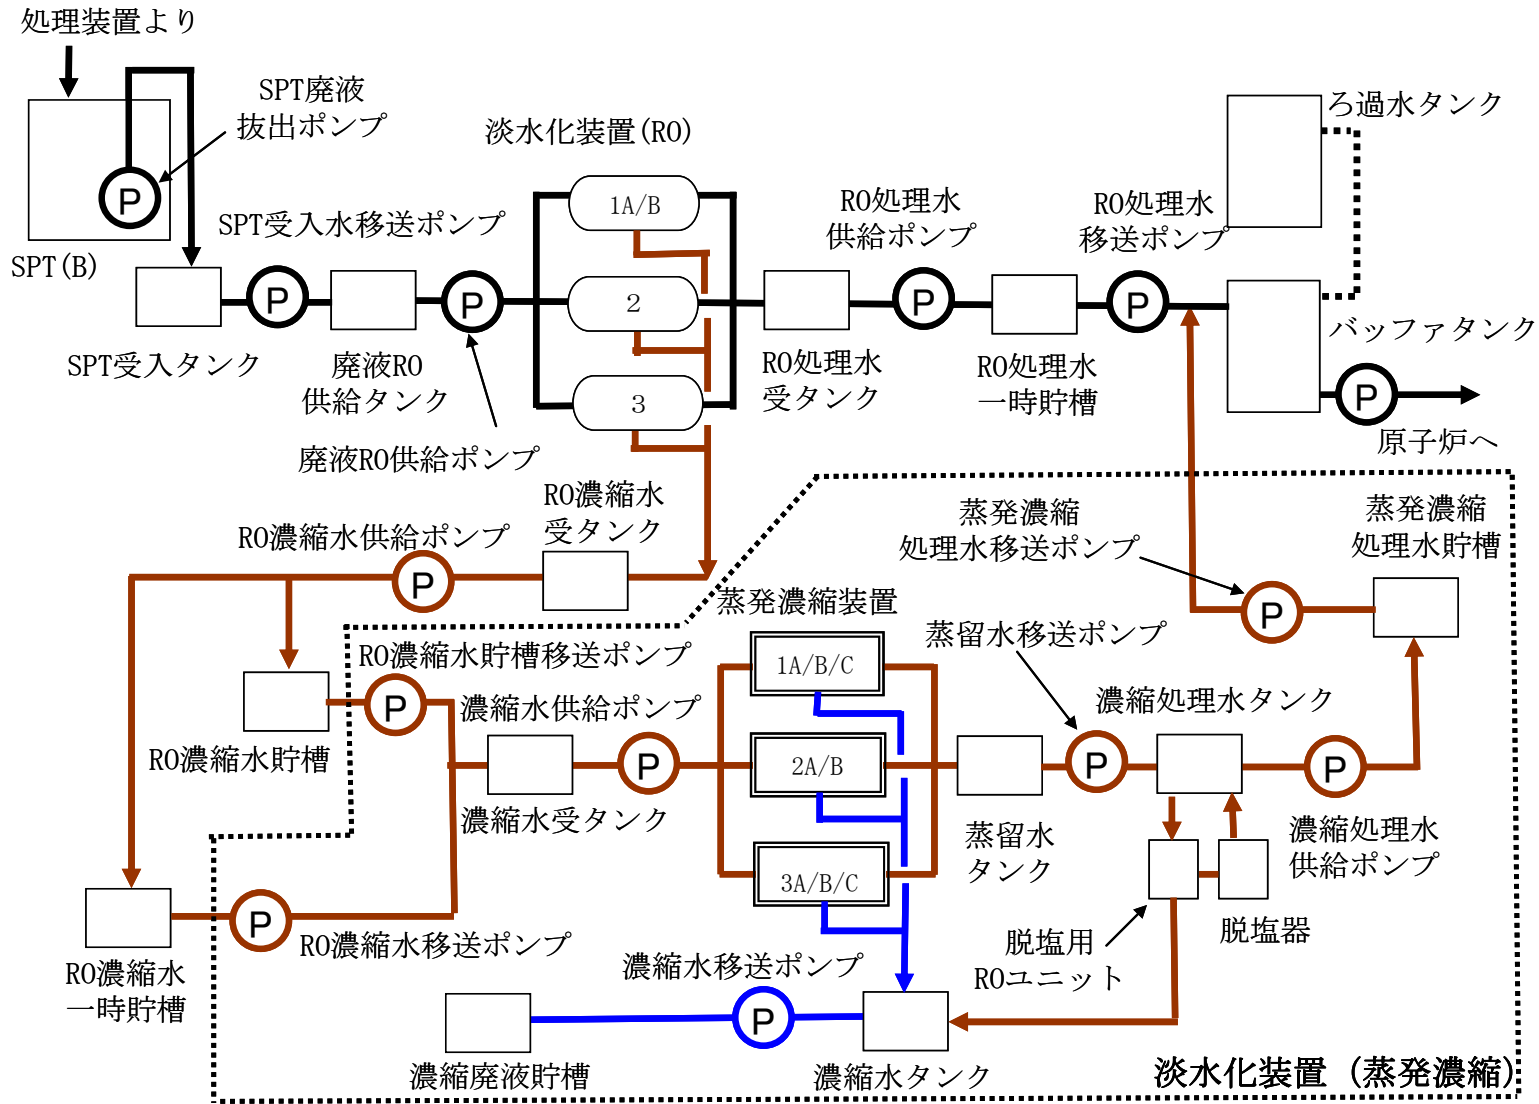 処理装置より
SPT廃液
抜出ポンプ
P
SPT(B)
淡水化装置(RO)
1A/B
2
3
ろ過水タンク
RO処理水
供給ポンプ
RO処理水
移送ポンプ
SPT受入水移送ポンプ
P
P
P
P
SPT受入タンク
廃液RO
供給タンク
廃液RO供給ポンプ
RO処理水
受タンク
RO処理水
一時貯槽
バッファタンク
P
原子炉へ
RO濃縮水
受タンク
RO濃縮水供給ポンプ
P
蒸発濃縮
処理水移送ポンプ
P
蒸発濃縮
処理水貯槽
蒸発濃縮装置
1A/B/C
2A/B
3A/B/C
蒸留水移送ポンプ
RO濃縮水貯槽移送ポンプ
P
RO濃縮水貯槽
濃縮水供給ポンプ
P
濃縮水受タンク
P
濃縮処理水タンク
P
蒸留水
タンク
濃縮処理水
供給ポンプ
P
RO濃縮水移送ポンプ
RO濃縮水
一時貯槽
脱塩用
ROユニット
脱塩器
濃縮水移送ポンプ
P
濃縮廃液貯槽
濃縮水タンク
淡水化装置（蒸発濃縮）